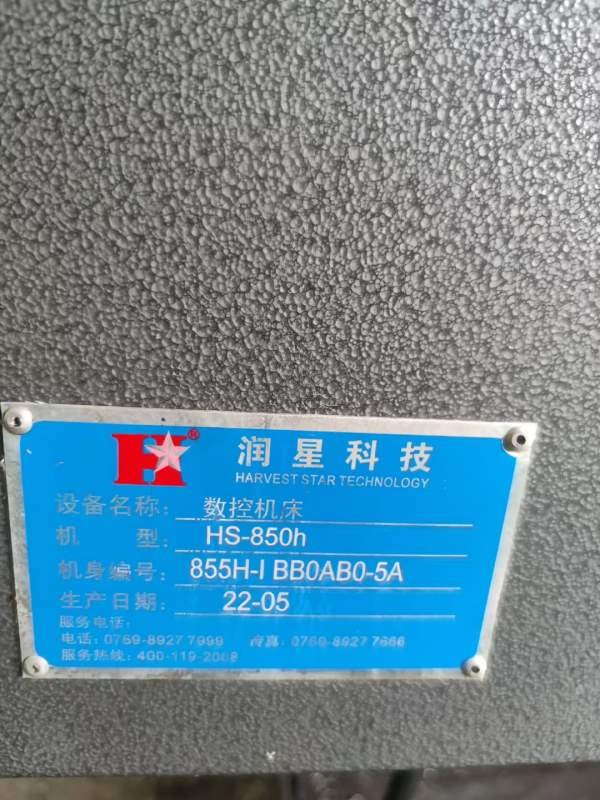 H®
润星科技
HARVEST STAR TECHNOLOGY
设备名称: 数控机床
机 型: HS-850h
机身编号: 855H-I BB0AB0-5A
生产日期: 22-05
服务电话:
电话: 0769-8927 7999 传真: 0769-8927 7666
服务热线: 400-119-2068